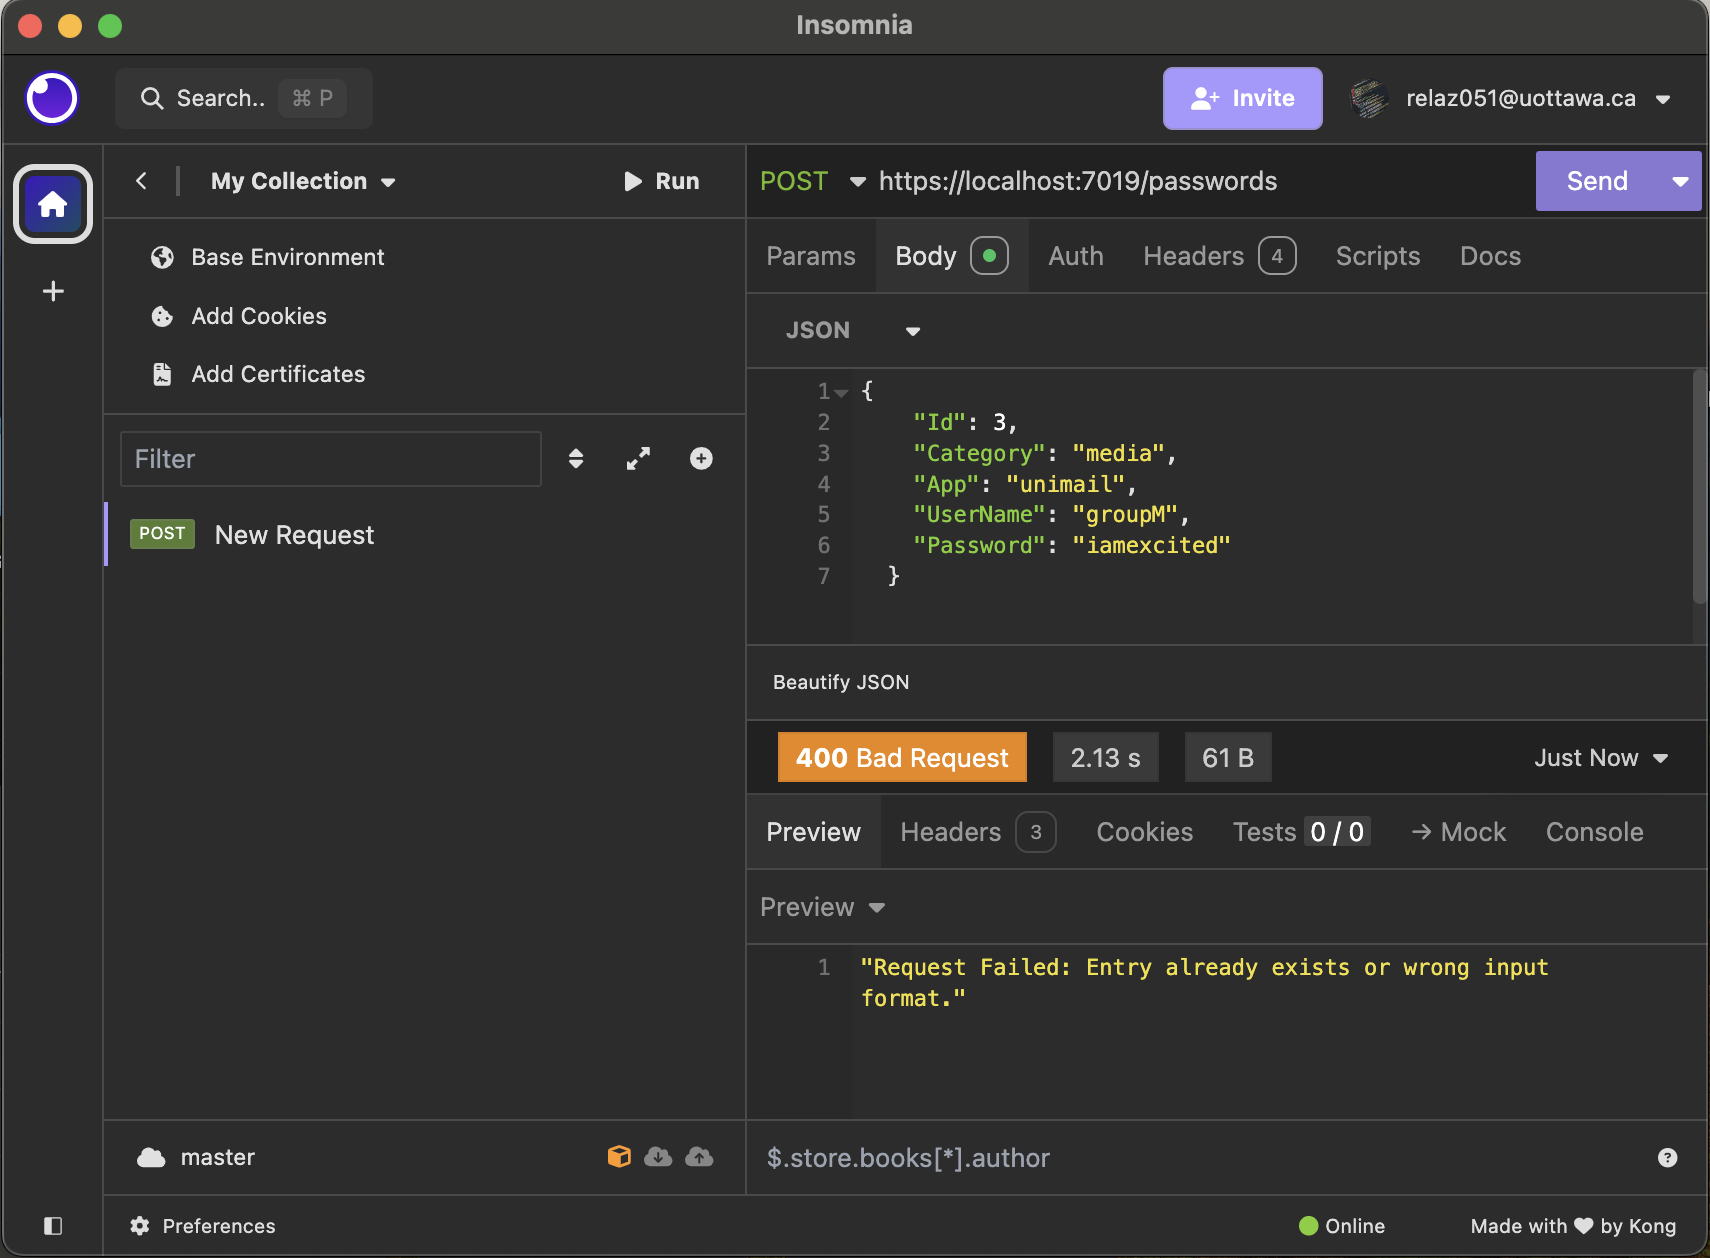 Insomnia
Search.. ⌘ P
Invite
relaz051@uottawa.ca
My Collection
Run
POST https://localhost:7019/passwords
Send
Base Environment
Add Cookies
Add Certificates
Filter
POST New Request
Params Body Auth Headers 4 Scripts Docs
JSON
1 {
2 "Id": 3,
3 "Category": "media",
4 "App": "unimail",
5 "UserName": "groupM",
6 "Password": "iamexcited"
7 }
Beautify JSON
400 Bad Request 2.13 s 61 B Just Now
Preview Headers 3 Cookies Tests 0 / 0 → Mock Console
Preview
1 "Request Failed: Entry already exists or wrong input
format."
master
$.store.books[*].author
Preferences
Online
Made with ♥ by Kong